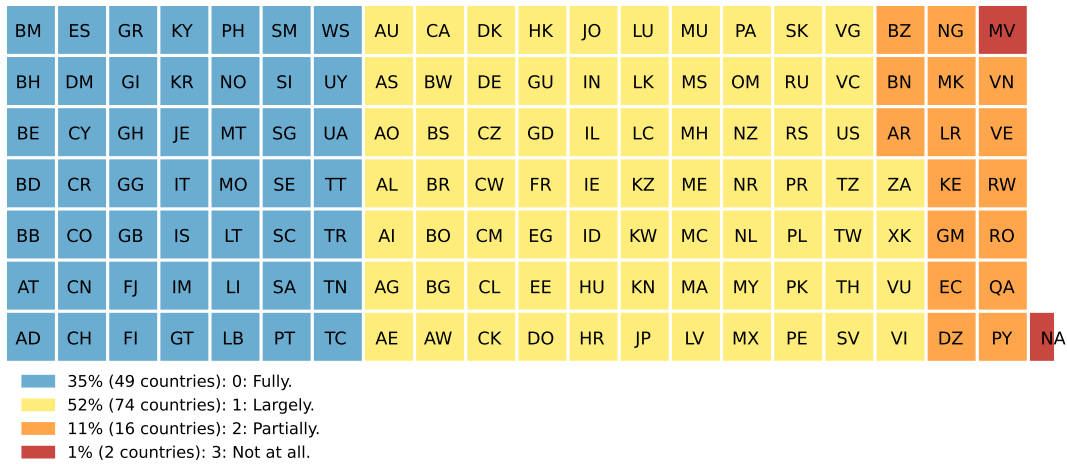 BM ES GR KY PH SM WS AU CA DK HK JO LU MU PA SK VG BZ NG MV
BH DM GI KR NO SI UY AS BW DE GU IN LK MS OM RU VC BN MK VN
BE CY GH JE MT SG UA AO BS CZ GD IL LC MH NZ RS US AR LR VE
BD CR GG IT MO SE TT AL BR CW FR IE KZ ME NR PR TZ ZA KE RW
BB CO GB IS LT SC TR AI BO CM EG ID KW MC NL PL TW XK GM RO
AT CN FJ IM LI SA TN AG BG CL EE HU KN MA MY PK TH VU EC QA
AD CH FI GT LB PT TC AE AW CK DO HR JP LV MX PE SV VI DZ PY NA
35% (49 countries): 0: Fully.
52% (74 countries): 1: Largely.
11% (16 countries): 2: Partially.
1% (2 countries): 3: Not at all.